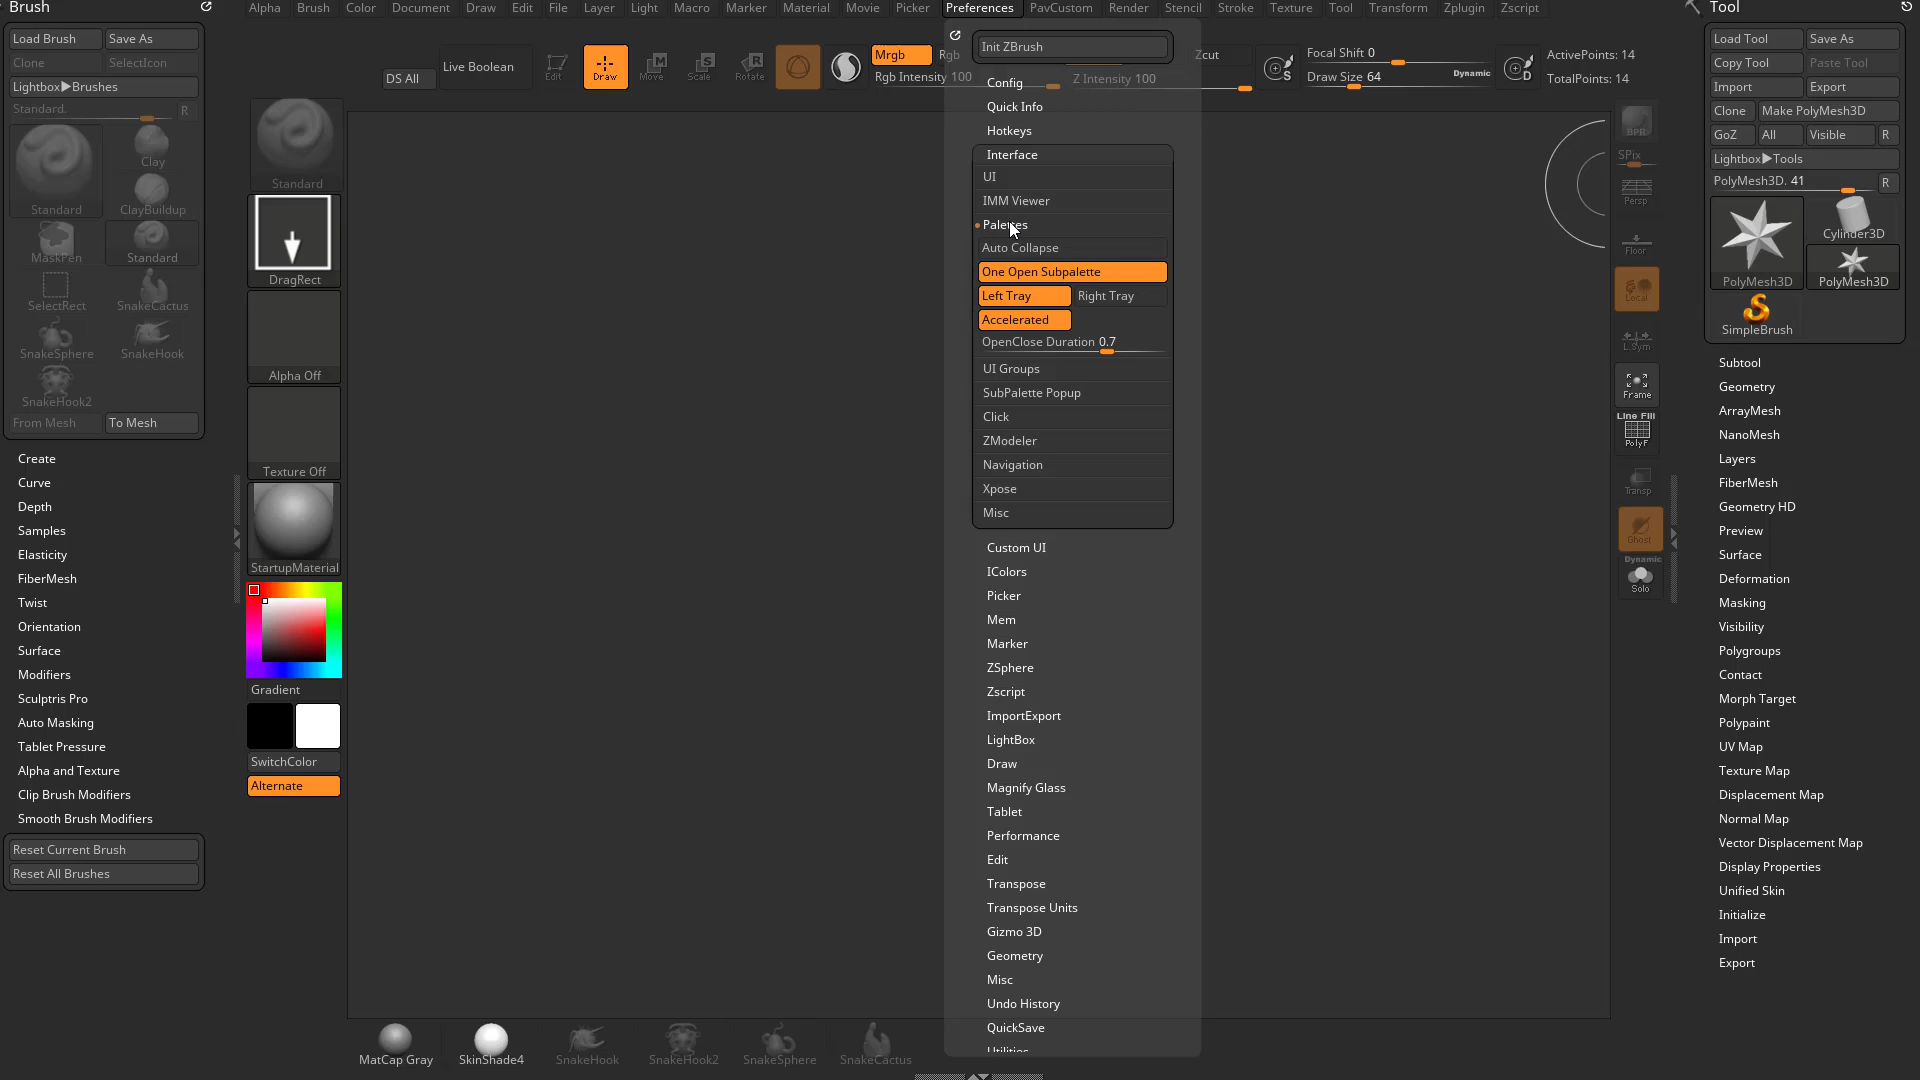 Brush
Load Brush Save As
Clone SelectIcon
Lightbox▶Brushes
Standard. R
Standard
Clay
ClayBuildup
MaskPen Standard
SelectRect SnakeCactus
SnakeSphere SnakeHook
SnakeHook2
From Mesh To Mesh
Create
Curve
Depth
Samples
Elasticity
FiberMesh
Twist
Orientation
Surface
Modifiers
Sculptris Pro
Auto Masking
Tablet Pressure
Alpha and Texture
Clip Brush Modifiers
Smooth Brush Modifiers
Reset Current Brush
Reset All Brushes
Alpha Brush Color Document Draw Edit File Layer Light Macro Marker Material Movie Picker Preferences PavCustom Render Stencil Stroke Texture Tool Transform Zplugin Zscript
DS All Live Boolean Edit Draw Move Scale Rotate
Mrgb Rgb
Rgb Intensity 100
Z Intensity 100
Zcut
Focal Shift 0
Draw Size 64 Dynamic
S
D
ActivePoints: 14
TotalPoints: 14
Standard
DragRect
Alpha Off
Texture Off
StartupMaterial
Gradient
SwitchColor
Alternate
Init ZBrush
Config
Quick Info
Hotkeys
Interface
UI
IMM Viewer
Palettes
Auto Collapse
One Open Subpalette
Left Tray Right Tray
Accelerated
OpenClose Duration 0.7
UI Groups
SubPalette Popup
Click
ZModeler
Navigation
Xpose
Misc
Custom UI
IColors
Picker
Mem
Marker
ZSphere
Zscript
ImportExport
LightBox
Draw
Magnify Glass
Tablet
Performance
Edit
Transpose
Transpose Units
Gizmo 3D
Geometry
Misc
Undo History
QuickSave
Utilities
MatCap Gray SkinShade4 SnakeHook SnakeHook2 SnakeSphere SnakeCactus
BPR
SPix
Persp
Floor
Local
L.Sym
Frame
Line Fill
PolyF
Transp
Ghost
Dynamic
Solo
Tool
Load Tool Save As
Copy Tool Paste Tool
Import Export
Clone Make PolyMesh3D
GoZ All Visible R
Lightbox▶Tools
PolyMesh3D. 41 R
PolyMesh3D
Cylinder3D
PolyMesh3D
SimpleBrush
Subtool
Geometry
ArrayMesh
NanoMesh
Layers
FiberMesh
Geometry HD
Preview
Surface
Deformation
Masking
Visibility
Polygroups
Contact
Morph Target
Polypaint
UV Map
Texture Map
Displacement Map
Normal Map
Vector Displacement Map
Display Properties
Unified Skin
Initialize
Import
Export